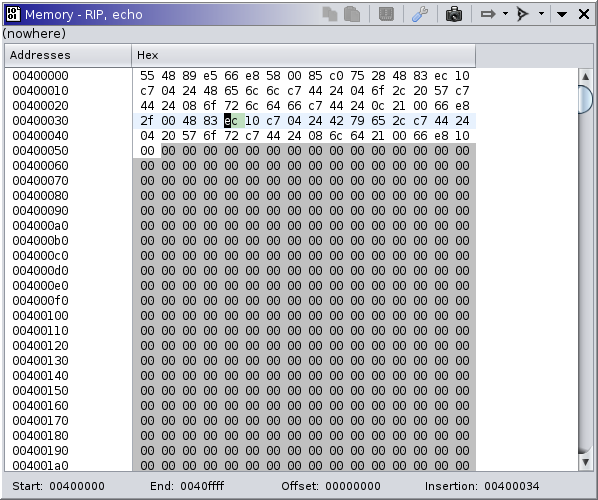 Memory - RIP, echo
(nowhere)
Addresses Hex
00400000 55 48 89 e5 66 e8 58 00 85 c0 75 28 48 83 ec 10
00400010 c7 04 24 48 65 6c 6c c7 44 24 04 6f 2c 20 57 c7
00400020 44 24 08 6f 72 6c 64 66 c7 44 24 0c 21 00 66 e8
00400030 2f 00 48 83 ec 10 c7 04 24 42 79 65 2c c7 44 24
00400040 04 20 57 6f 72 c7 44 24 08 6c 64 21 00 66 e8 10
00400050 00 00 00 00 00 00 00 00 00 00 00 00 00 00 00 00
00400060 00 00 00 00 00 00 00 00 00 00 00 00 00 00 00 00
00400070 00 00 00 00 00 00 00 00 00 00 00 00 00 00 00 00
00400080 00 00 00 00 00 00 00 00 00 00 00 00 00 00 00 00
00400090 00 00 00 00 00 00 00 00 00 00 00 00 00 00 00 00
004000a0 00 00 00 00 00 00 00 00 00 00 00 00 00 00 00 00
004000b0 00 00 00 00 00 00 00 00 00 00 00 00 00 00 00 00
004000c0 00 00 00 00 00 00 00 00 00 00 00 00 00 00 00 00
004000d0 00 00 00 00 00 00 00 00 00 00 00 00 00 00 00 00
004000e0 00 00 00 00 00 00 00 00 00 00 00 00 00 00 00 00
004000f0 00 00 00 00 00 00 00 00 00 00 00 00 00 00 00 00
00400100 00 00 00 00 00 00 00 00 00 00 00 00 00 00 00 00
00400110 00 00 00 00 00 00 00 00 00 00 00 00 00 00 00 00
00400120 00 00 00 00 00 00 00 00 00 00 00 00 00 00 00 00
00400130 00 00 00 00 00 00 00 00 00 00 00 00 00 00 00 00
00400140 00 00 00 00 00 00 00 00 00 00 00 00 00 00 00 00
00400150 00 00 00 00 00 00 00 00 00 00 00 00 00 00 00 00
00400160 00 00 00 00 00 00 00 00 00 00 00 00 00 00 00 00
00400170 00 00 00 00 00 00 00 00 00 00 00 00 00 00 00 00
00400180 00 00 00 00 00 00 00 00 00 00 00 00 00 00 00 00
00400190 00 00 00 00 00 00 00 00 00 00 00 00 00 00 00 00
004001a0 00 00 00 00 00 00 00 00 00 00 00 00 00 00 00 00
Start: 00400000 End: 0040ffff Offset: 00000000 Insertion: 00400034